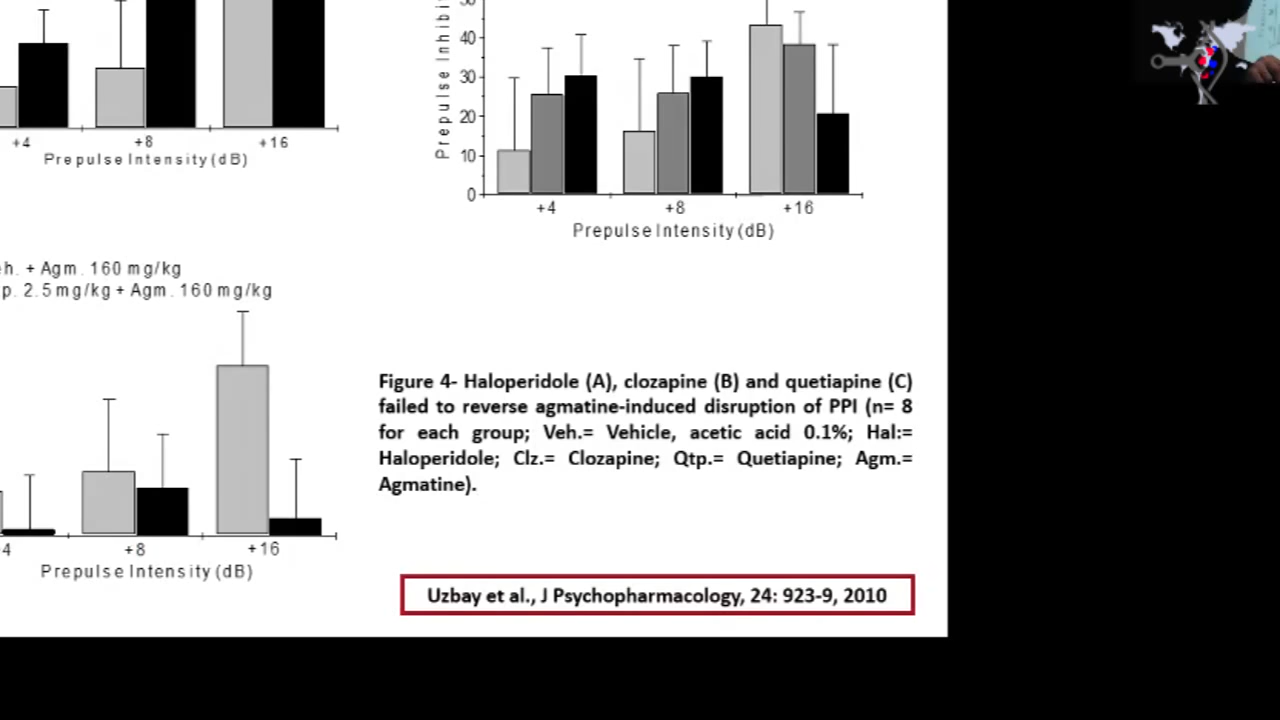 50
40
30
20
10
0
Prepulse Inhibi
+4 +8 +16
Prepulse Intensity (dB)
+4 +8 +16
Prepulse Intensity (dB)
eh. + Agm. 160 mg/kg
p. 2.5 mg/kg + Agm. 160 mg/kg
4 +8 +16
Prepulse Intensity (dB)
Figure 4- Haloperidole (A), clozapine (B) and quetiapine (C)
failed to reverse agmatine-induced disruption of PPI (n= 8
for each group; Veh.= Vehicle, acetic acid 0.1%; Hal:=
Haloperidole; Clz.= Clozapine; Qtp.= Quetiapine; Agm.=
Agmatine).
Uzbay et al., J Psychopharmacology, 24: 923-9, 2010